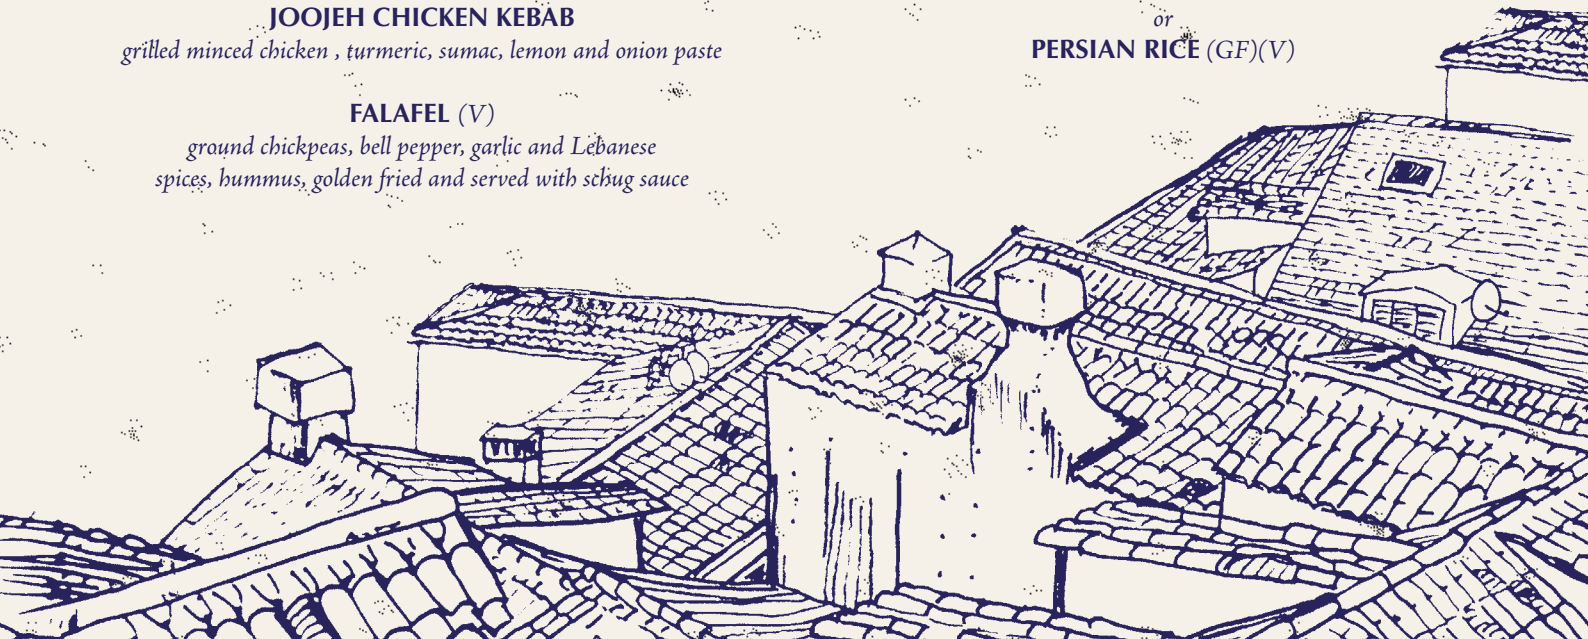 JOOJEH CHICKEN KEBAB
grilled minced chicken , turmeric, sumac, lemon and onion paste
FALAFEL (V)
ground chickpeas, bell pepper, garlic and Lebanese
spices, hummus, golden fried and served with schug sauce
or
PERSIAN RICE (GF)(V)